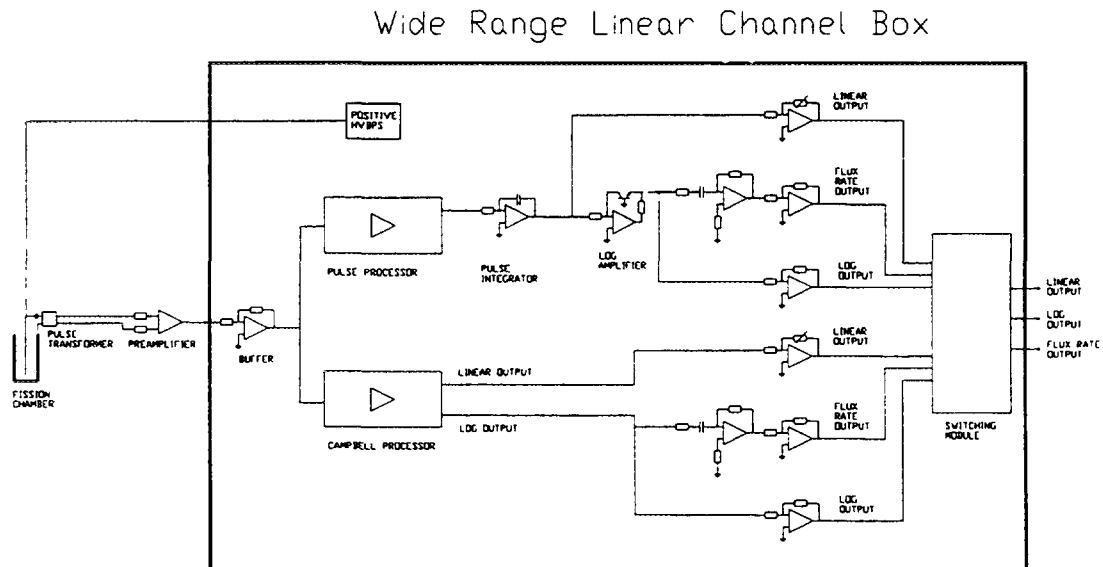 Wide Range Linear Channel Box
POSITIVE
HVBPS
LINEAR
OUTPUT
FLUX
RATE
OUTPUT
PULSE PROCESSOR
PULSE
INTEGRATOR
LOG
AMPLIFIER
LOG
OUTPUT
LINEAR
OUTPUT
LOG
OUTPUT
FLUX RATE
OUTPUT
PULSE
TRANSFORMER
PREAMPLIFIER
BUFFER
LINEAR
OUTPUT
FISSION
CHAMBER
LINEAR OUTPUT
LOG OUTPUT
CAMPBELL PROCESSOR
FLUX
RATE
OUTPUT
SWITCHING
MODULE
LOG
OUTPUT